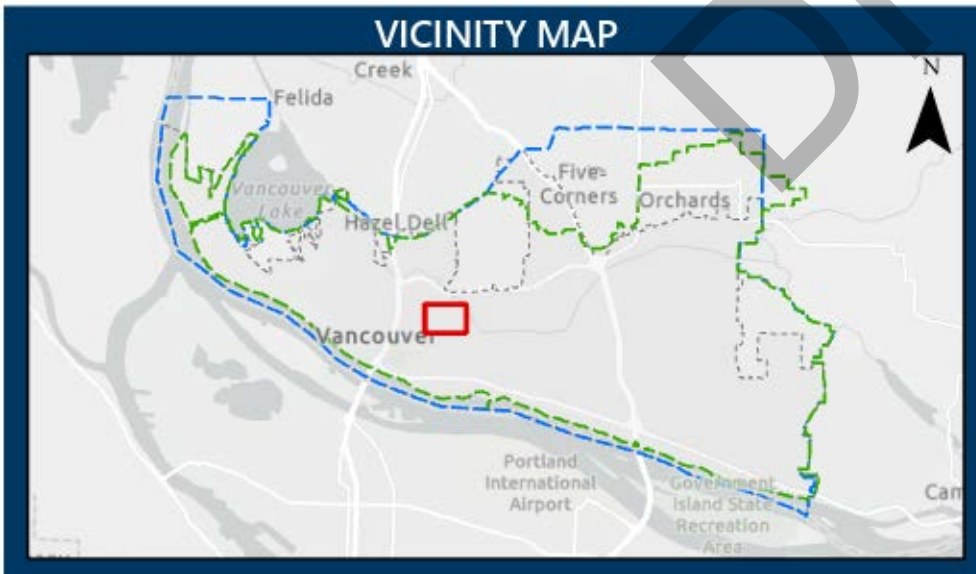 VICINITY MAP
Creek
N
Felida
Five-
Corners
Orchards
Vancouver
Lake
Hazel Dell
Vancouver
Portland
International
Airport
Government
Island State
Recreation
Area
Cam